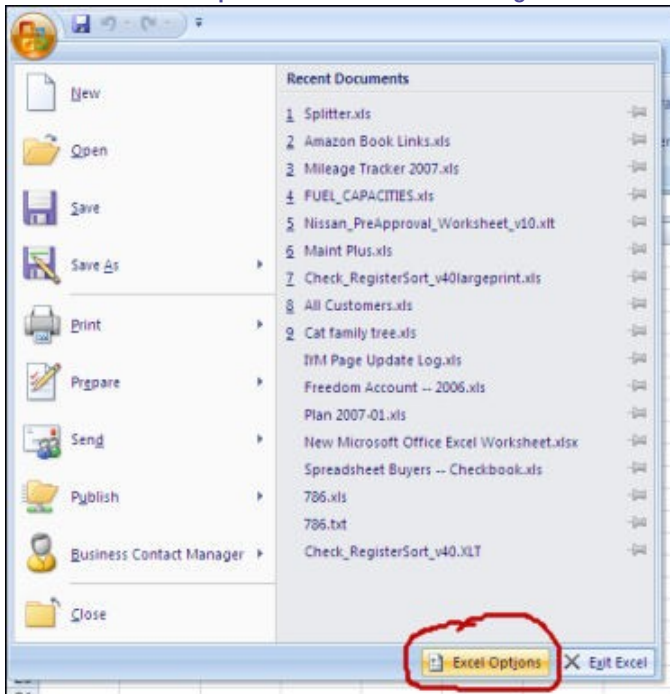 New
Open
Save
Save As
Print
Prepare
Send
Publish
Business Contact Manager
Close
Recent Documents
1 Splitter.xls
2 Amazon Book Links.xls
3 Mileage Tracker 2007.xls
4 FUEL_CAPACITIES.xls
5 Nissan_PreApproval_Worksheet_v10.xlt
6 Maint Plus.xls
7 Check_RegisterSort_v40largeprint.xls
8 All Customers.xls
9 Cat family tree.xls
IYM Page Update Log.xls
Freedom Account -- 2006.xls
Plan 2007-01.xls
New Microsoft Office Excel Worksheet.xlsx
Spreadsheet Buyers -- Checkbook.xls
786.xls
786.txt
Check_RegisterSort_v40.XLT
Excel Options
Exit Excel